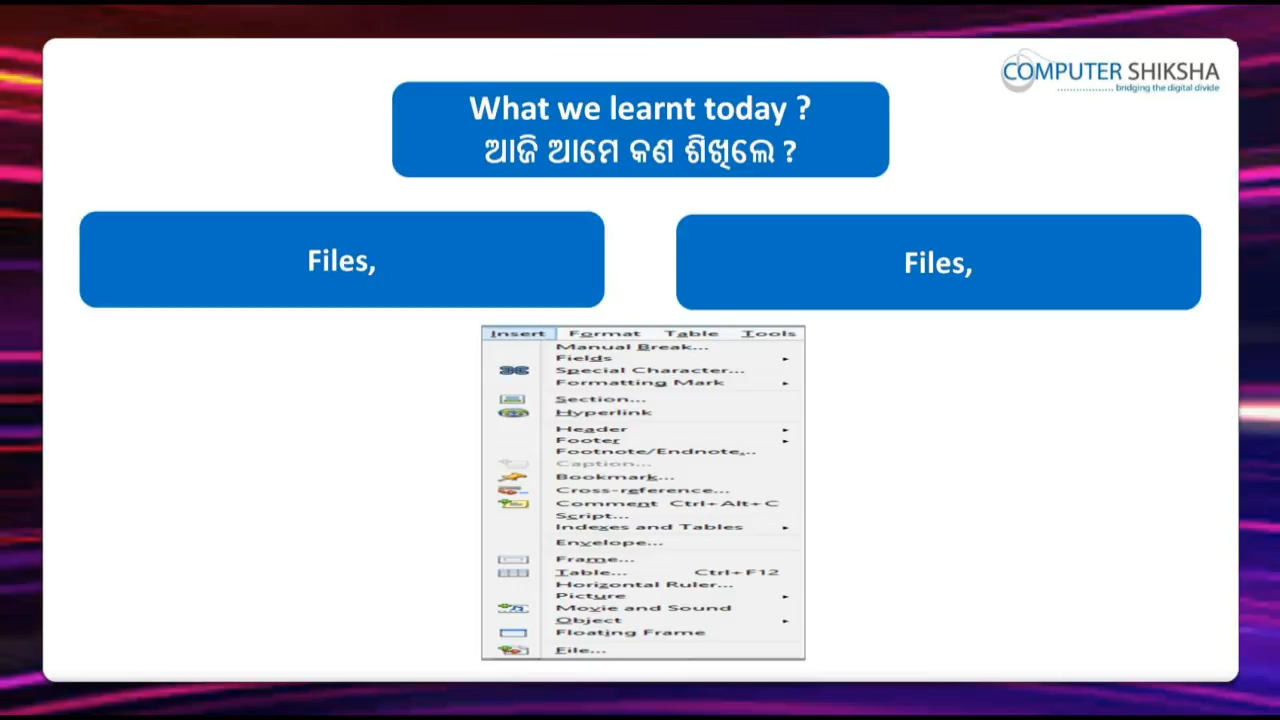 COMPUTER SHIKSHA
bridging the digital divide
What we learnt today ?
ଆଜି ଆମେ କଣ ଶିଖିଲେ ?
Files,
Files,
Insert Format Table Tools
Manual Break...
Fields
Special Character...
Formatting Mark
Section...
Hyperlink
Header
Footer
Footnote/Endnote...
Caption...
Bookmark...
Cross-reference...
Comment Ctrl+Alt+C
Script...
Indexes and Tables
Envelope...
Frame...
Table... Ctrl+F12
Horizontal Ruler...
Picture
Movie and Sound
Object
Floating Frame
File...